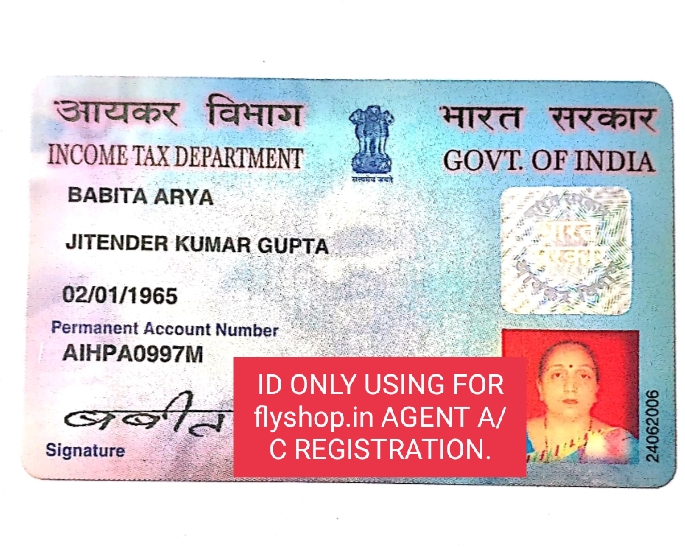 आयकर विभाग भारत सरकार
INCOME TAX DEPARTMENT GOVT. OF INDIA
सत्यमेव जयते
BABITA ARYA
JITENDER KUMAR GUPTA
02/01/1965
Permanent Account Number
AIHPA0997M
बबीता
Signature
ID ONLY USING FOR
flyshop.in AGENT A/
C REGISTRATION.
24062006